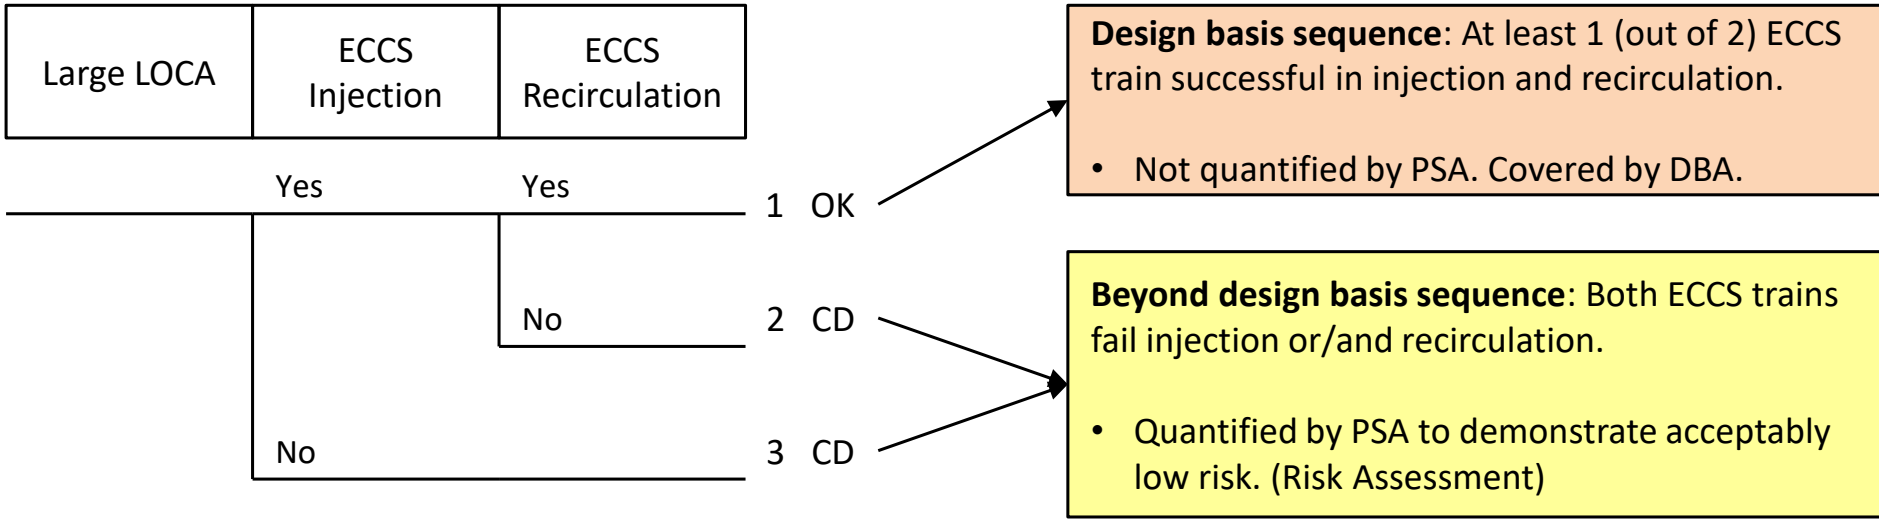 Large LOCA
ECCS
Injection
ECCS
Recirculation
Yes
Yes
1 OK
No
2 CD
No
3 CD
Design basis sequence: At least 1 (out of 2) ECCS
train successful in injection and recirculation.
• Not quantified by PSA. Covered by DBA.
Beyond design basis sequence: Both ECCS trains
fail injection or/and recirculation.
• Quantified by PSA to demonstrate acceptably
low risk. (Risk Assessment)